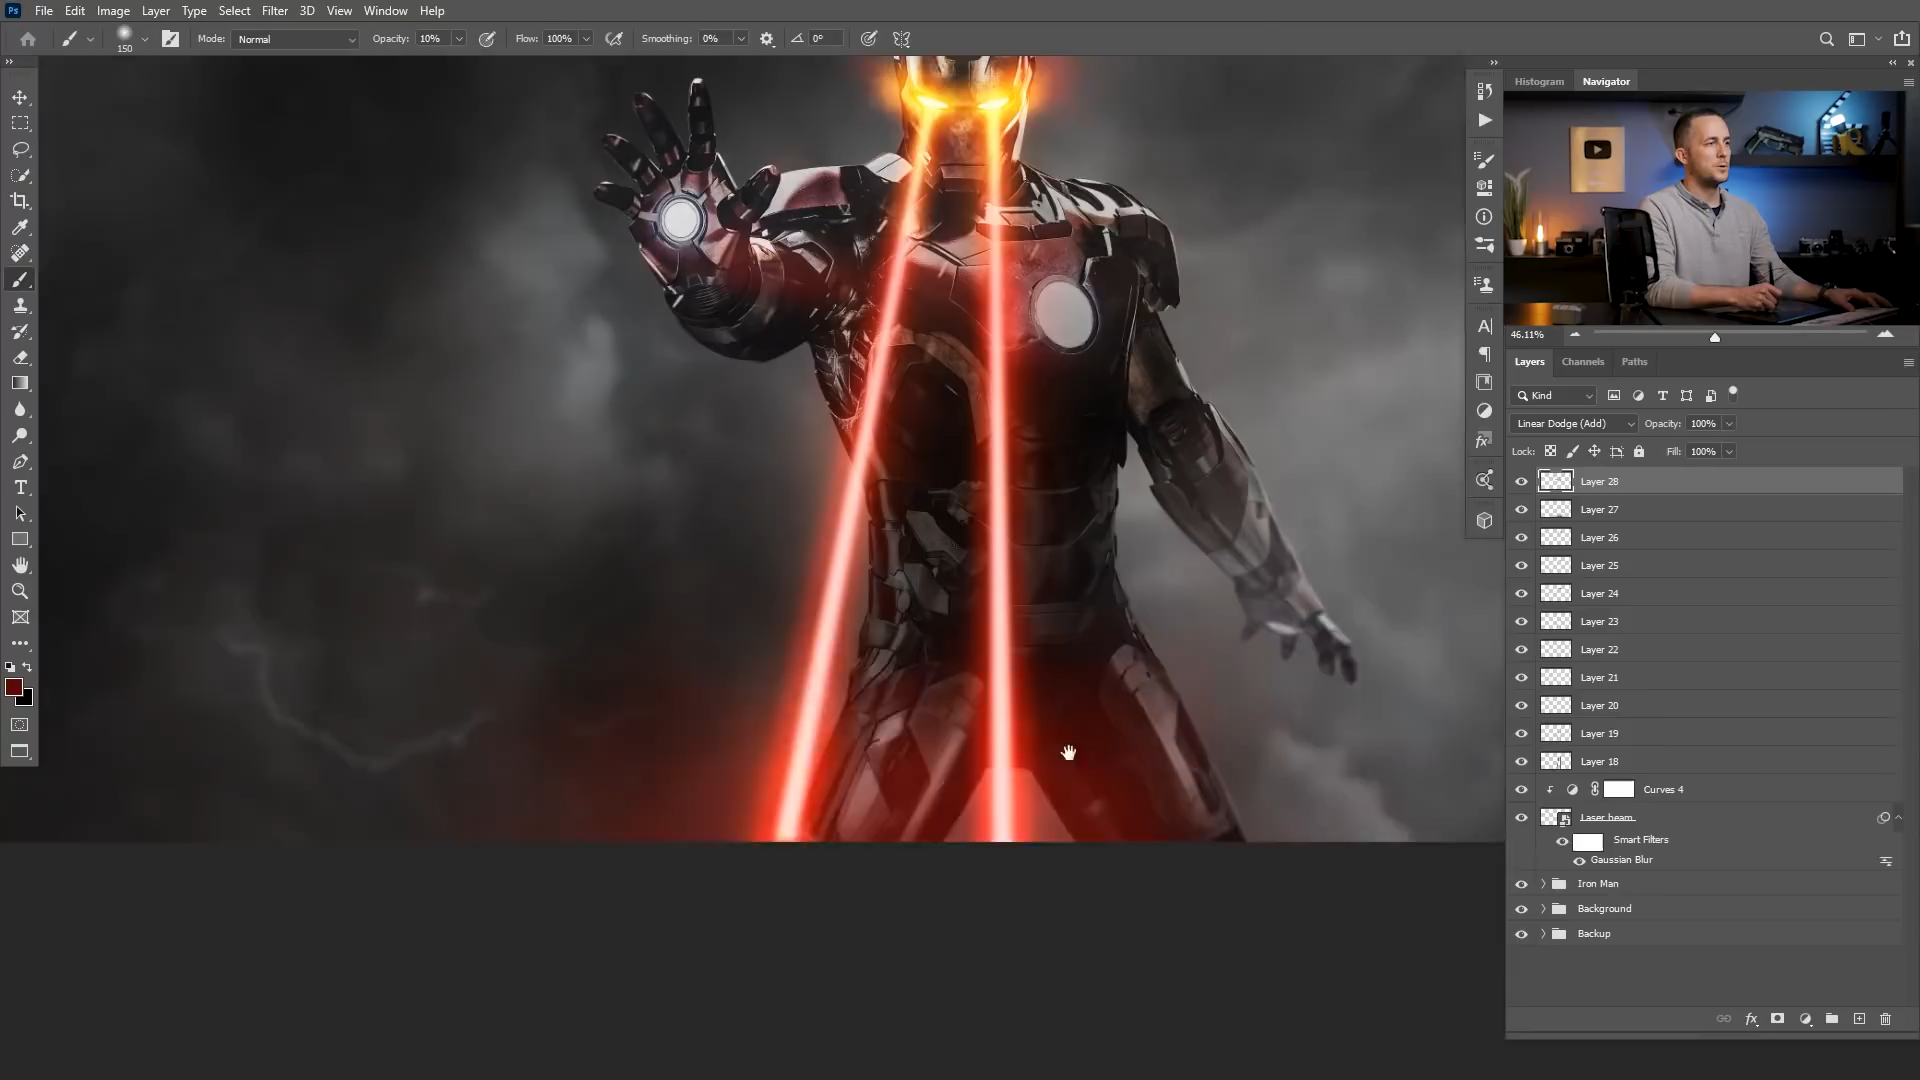 Ps File Edit Image Layer Type Select Filter 3D View Window Help
150 Mode: Normal Opacity: 10% Flow: 100% Smoothing: 0% 0°
Histogram Navigator
46.11%
Layers Channels Paths
Kind
Linear Dodge (Add) Opacity: 100%
Lock: Fill: 100%
Layer 28
Layer 27
Layer 26
Layer 25
Layer 24
Layer 23
Layer 22
Layer 21
Layer 20
Layer 19
Layer 18
Curves 4
Laser beam
Smart Filters
Gaussian Blur
Iron Man
Background
Backup